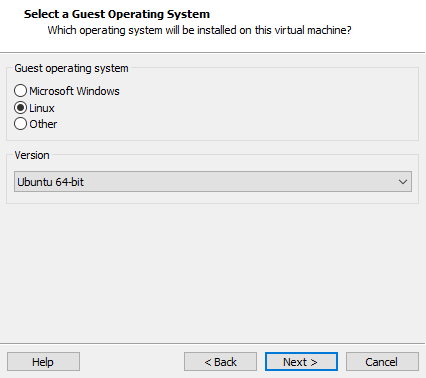 Select a Guest Operating System
Which operating system will be installed on this virtual machine?
Guest operating system
Microsoft Windows
Linux
Other
Version
Ubuntu 64-bit
Help
< Back
Next >
Cancel